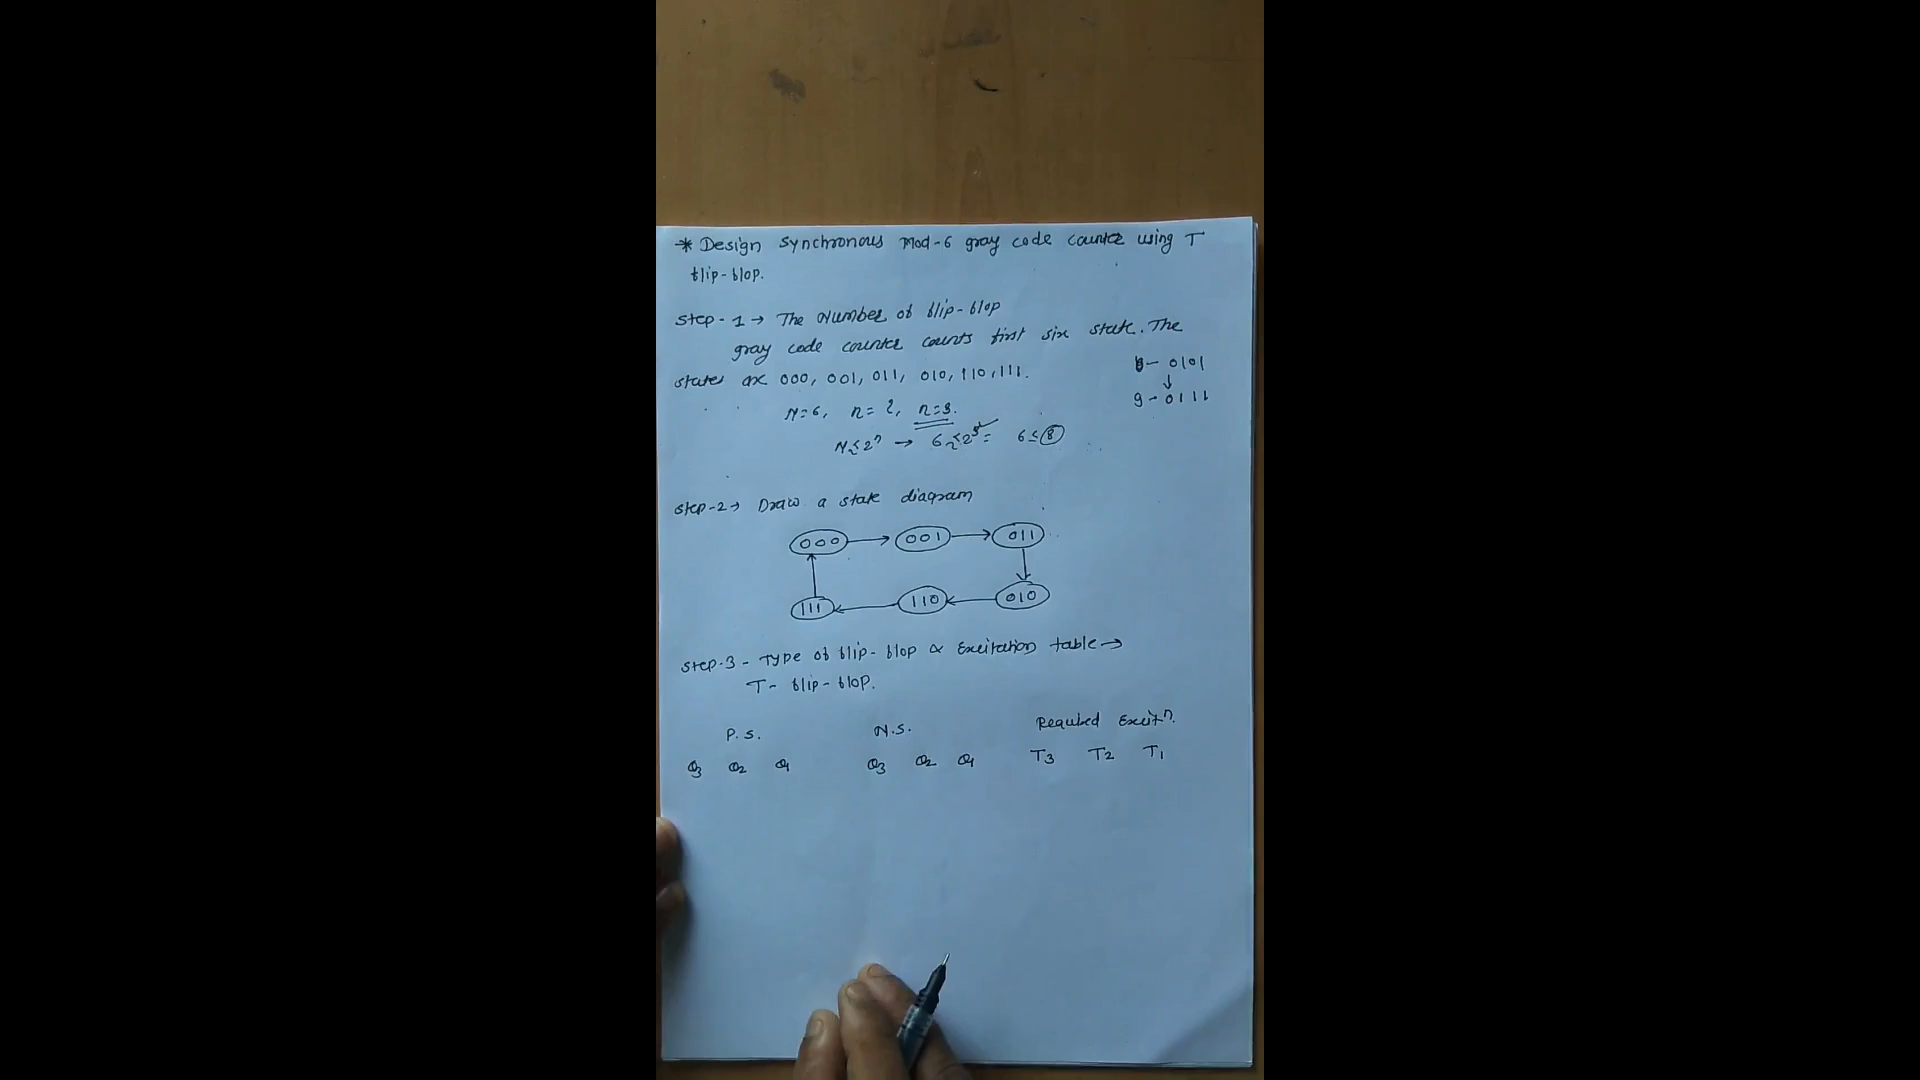 * Design Synchronous Mod-6 gray code counter using T
flip-flop.
Step-1 → The Number of flip-flop
gray code counter counts first six state. The
states are 000, 001, 011, 010, 110, 111.
b- 0101
↓
g- 0111
N=6, n=?, n=3.
N≤2ⁿ → 6≤2³= 6≤8
Step-2→ Draw a state diagram
000 → 001 → 011
111 ← 110 ← 010
Step-3 - Type of flip-flop & Excitation table →
T- flip-flop.
P.S. N.S. Required Excitⁿ.
Q3 Q2 Q1 Q3 Q2 Q1 T3 T2 T1